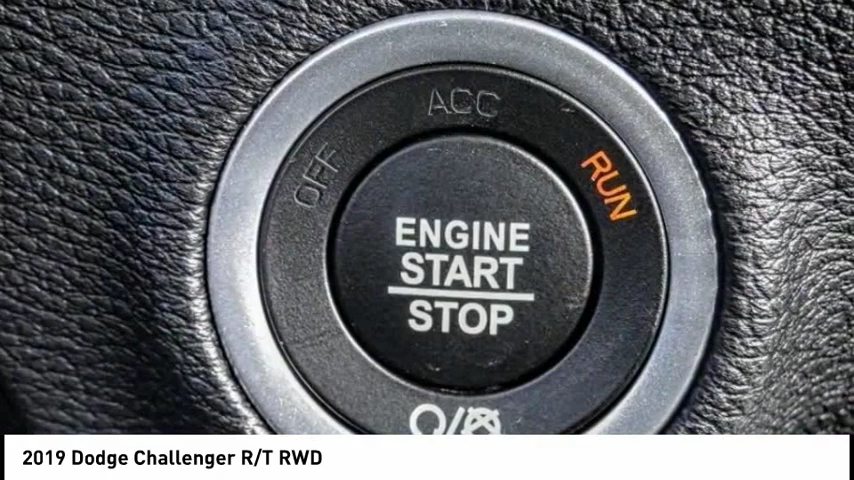 ACC
OFF
RUN
ENGINE
START
STOP
2019 Dodge Challenger R/T RWD